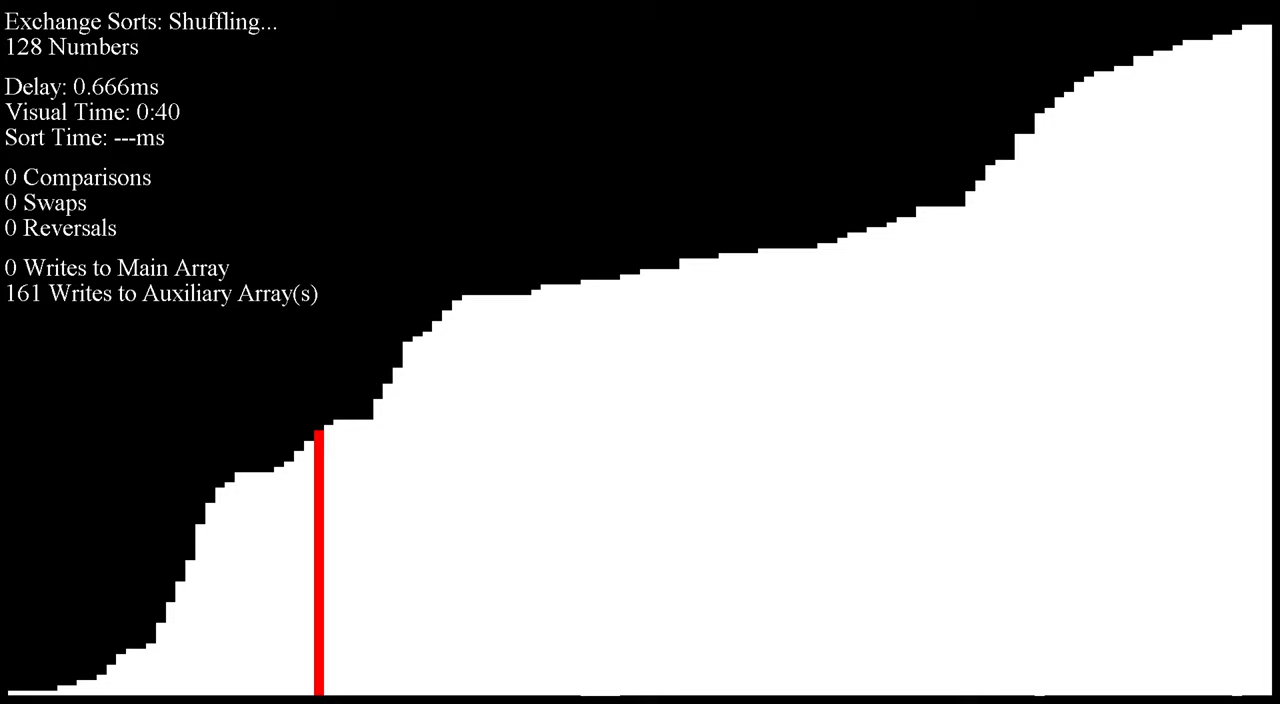 Exchange Sorts: Shuffling...
128 Numbers
Delay: 0.666ms
Visual Time: 0:40
Sort Time: ---ms
0 Comparisons
0 Swaps
0 Reversals
0 Writes to Main Array
161 Writes to Auxiliary Array(s)